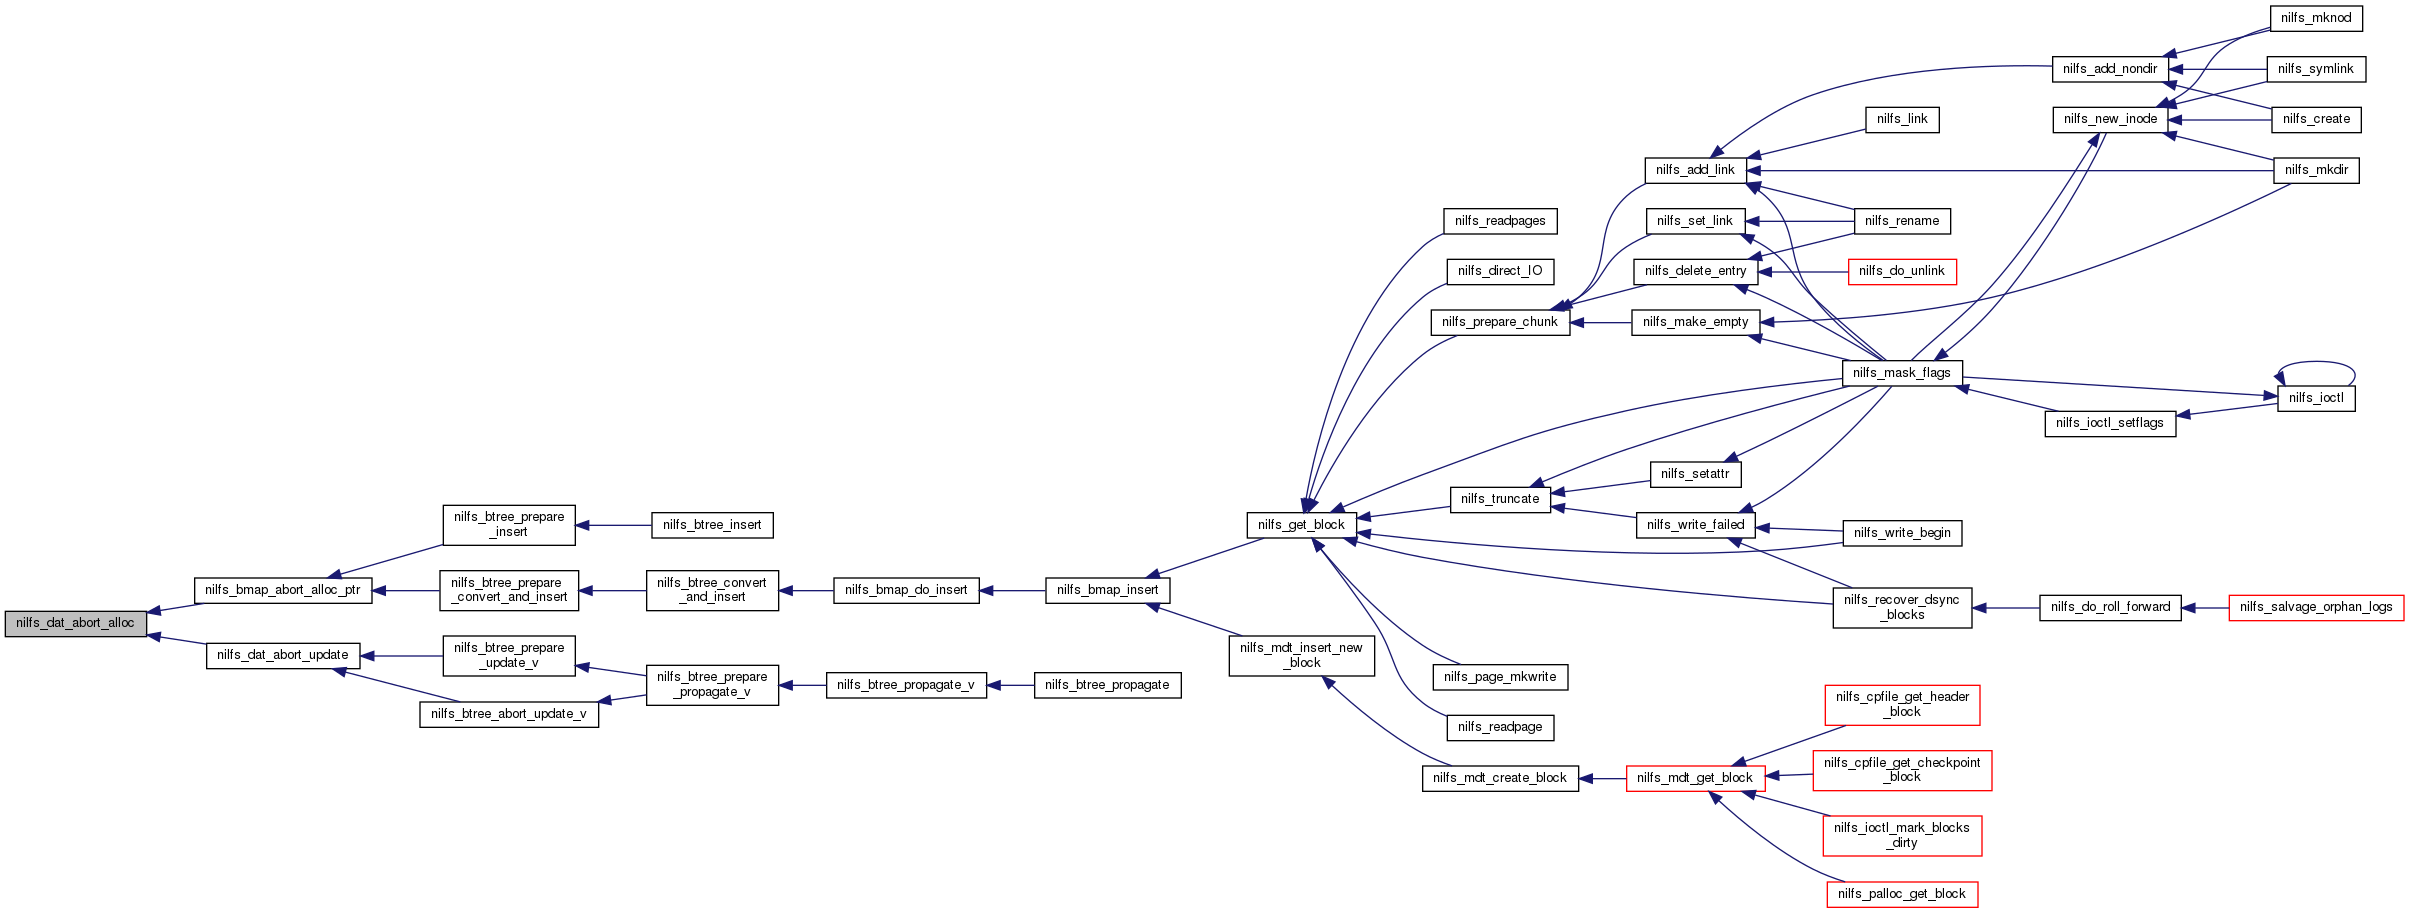 nilfs_mknod
nilfs_add_nondir
nilfs_symlink
nilfs_link
nilfs_new_inode
nilfs_create
nilfs_add_link
nilfs_mkdir
nilfs_readpages
nilfs_set_link
nilfs_rename
nilfs_direct_IO
nilfs_delete_entry
nilfs_do_unlink
nilfs_prepare_chunk
nilfs_make_empty
nilfs_mask_flags
nilfs_ioctl
nilfs_ioctl_setflags
nilfs_setattr
nilfs_truncate
nilfs_btree_prepare
_insert
nilfs_btree_insert
nilfs_get_block
nilfs_write_failed
nilfs_write_begin
nilfs_bmap_abort_alloc_ptr
nilfs_btree_prepare
_convert_and_insert
nilfs_btree_convert
_and_insert
nilfs_bmap_do_insert
nilfs_bmap_insert
nilfs_recover_dsync
_blocks
nilfs_do_roll_forward
nilfs_salvage_orphan_logs
nilfs_dat_abort_alloc
nilfs_dat_abort_update
nilfs_btree_prepare
_update_v
nilfs_mdt_insert_new
_block
nilfs_btree_prepare
_propagate_v
nilfs_btree_propagate_v
nilfs_btree_propagate
nilfs_page_mkwrite
nilfs_btree_abort_update_v
nilfs_readpage
nilfs_cpfile_get_header
_block
nilfs_mdt_create_block
nilfs_mdt_get_block
nilfs_cpfile_get_checkpoint
_block
nilfs_ioctl_mark_blocks
_dirty
nilfs_palloc_get_block